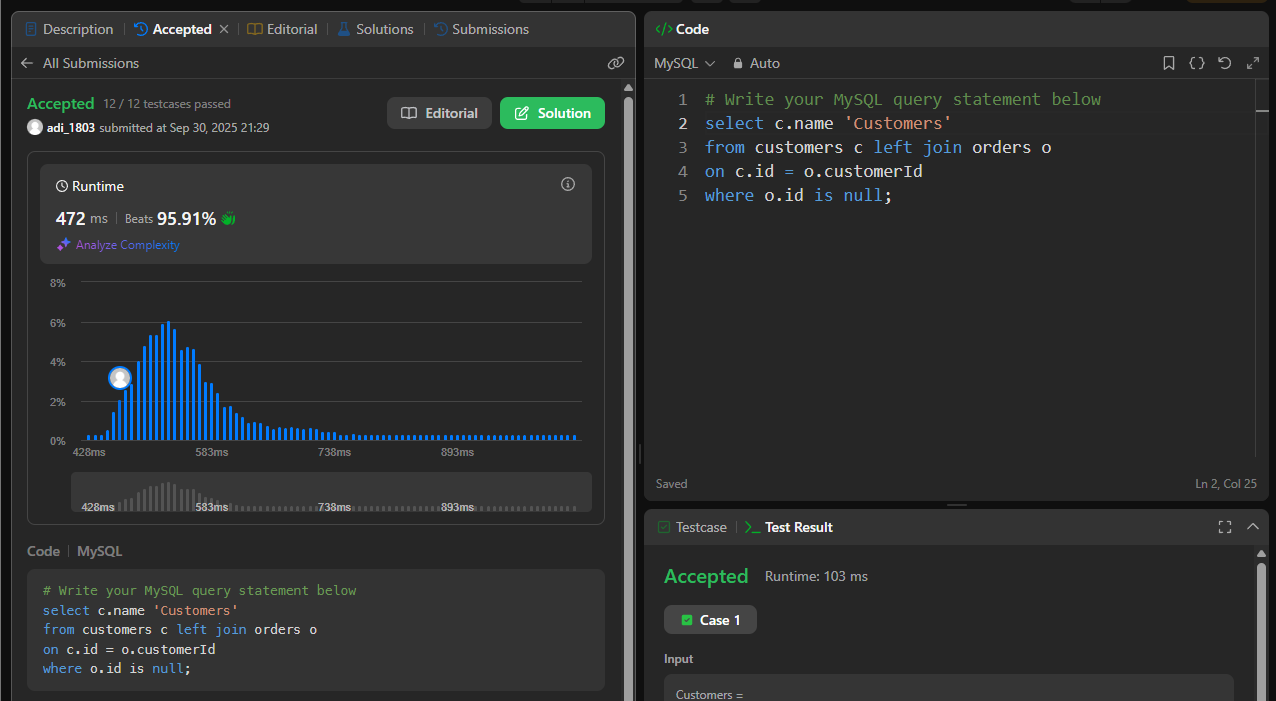 Description
Accepted
Editorial
Solutions
Submissions
All Submissions
Accepted 12 / 12 testcases passed
adi_1803 submitted at Sep 30, 2025 21:29
Editorial
Solution
Runtime
472 ms | Beats 95.91%
Analyze Complexity
8%
6%
4%
2%
0%
428ms 583ms 738ms 893ms
428ms 583ms 738ms 893ms
Code | MySQL
# Write your MySQL query statement below
select c.name 'Customers'
from customers c left join orders o
on c.id = o.customerId
where o.id is null;
</> Code
MySQL
Auto
1 # Write your MySQL query statement below
2 select c.name 'Customers'
3 from customers c left join orders o
4 on c.id = o.customerId
5 where o.id is null;
Saved
Ln 2, Col 25
Testcase
Test Result
Accepted Runtime: 103 ms
Case 1
Input
Customers =